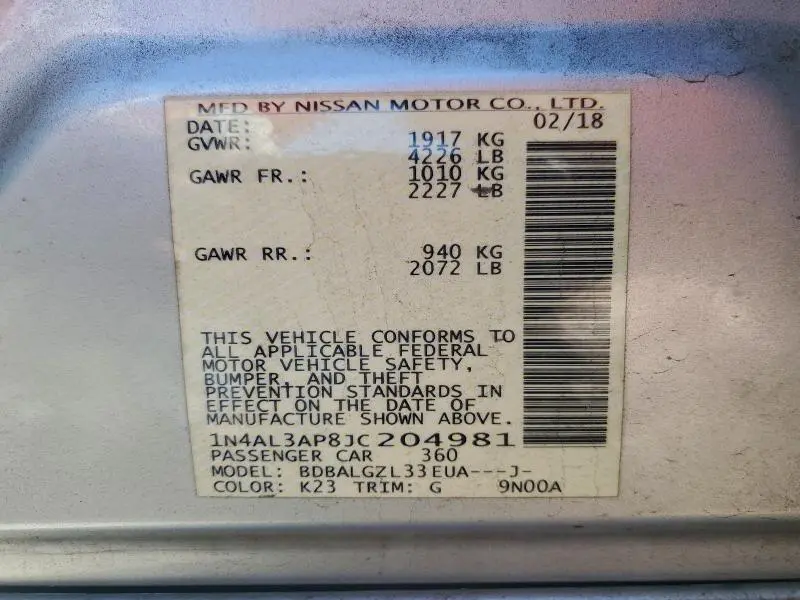 MFD BY NISSAN MOTOR CO., LTD.
DATE: 02/18
GVWR: 1917 KG
4226 LB
GAWR FR.: 1010 KG
2227 LB
GAWR RR.: 940 KG
2072 LB
THIS VEHICLE CONFORMS TO
ALL APPLICABLE FEDERAL
MOTOR VEHICLE SAFETY,
BUMPER, AND THEFT
PREVENTION STANDARDS IN
EFFECT ON THE DATE OF
MANUFACTURE SHOWN ABOVE.
1N4AL3AP8JC204981
PASSENGER CAR 360
MODEL: BDBALGZL33EUA---J-
COLOR: K23 TRIM: G 9N00A